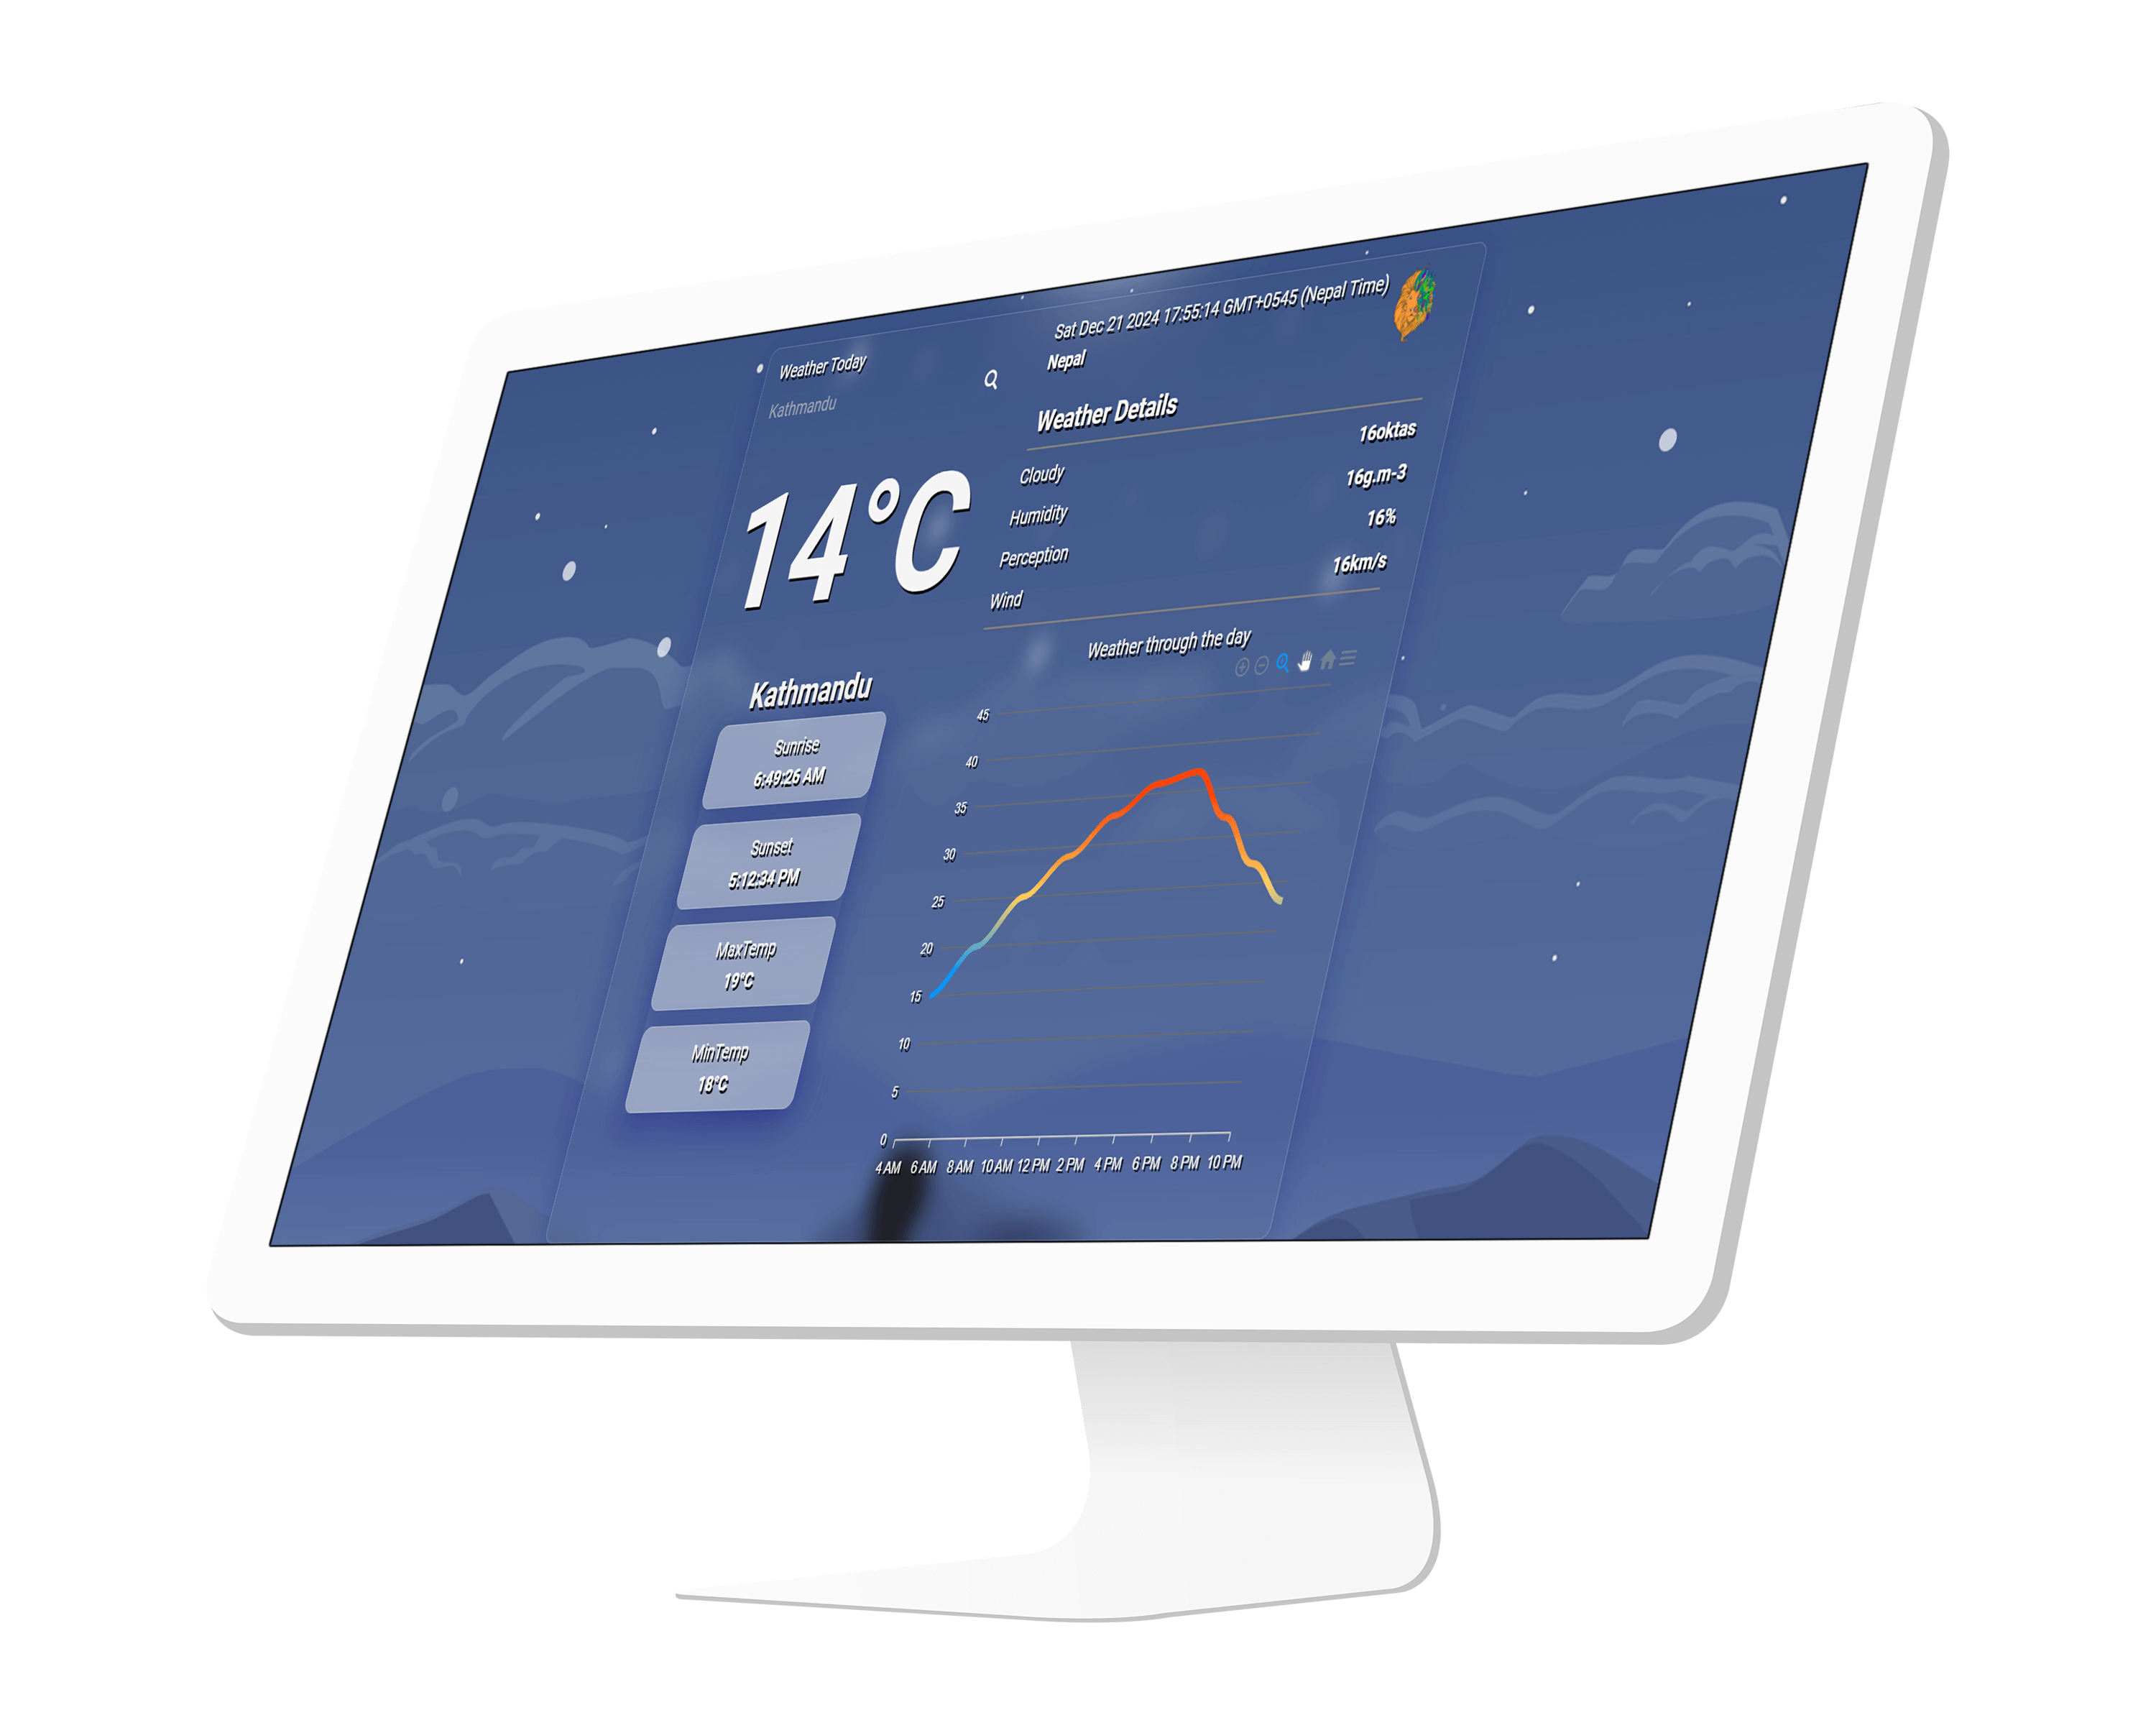 Weather Today
Kathmandu
14°C
Kathmandu
Sunrise
6:49:26 AM
Sunset
5:12:34 PM
MaxTemp
19°C
MinTemp
18°C
Sat Dec 21 2024 17:55:14 GMT+0545 (Nepal Time)
Nepal
Weather Details
Cloudy 16oktas
Humidity 16g.m-3
Perception 16%
Wind 16km/s
Weather through the day
45
40
35
30
25
20
15
10
5
0
4 AM 6 AM 8 AM 10 AM 12 PM 2 PM 4 PM 6 PM 8 PM 10 PM